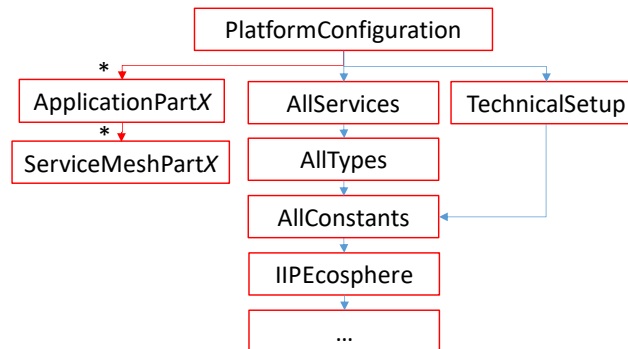 PlatformConfiguration
*
ApplicationPartX
AllServices
TechnicalSetup
*
ServiceMeshPartX
AllTypes
AllConstants
IIPEcosphere
...